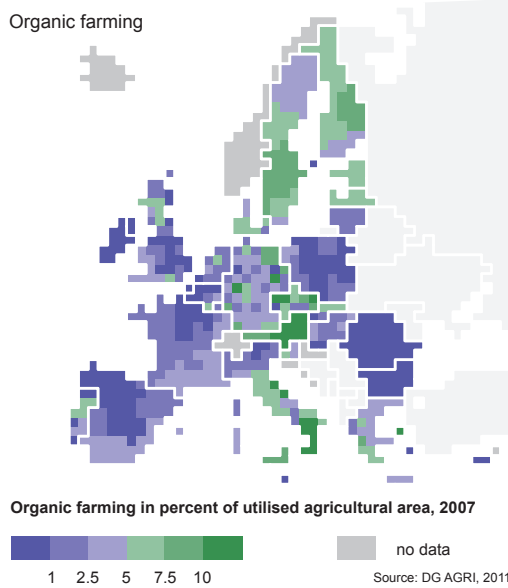 Organic farming
Organic farming in percent of utilised agricultural area, 2007
1 2.5 5 7.5 10
no data
Source: DG AGRI, 2011